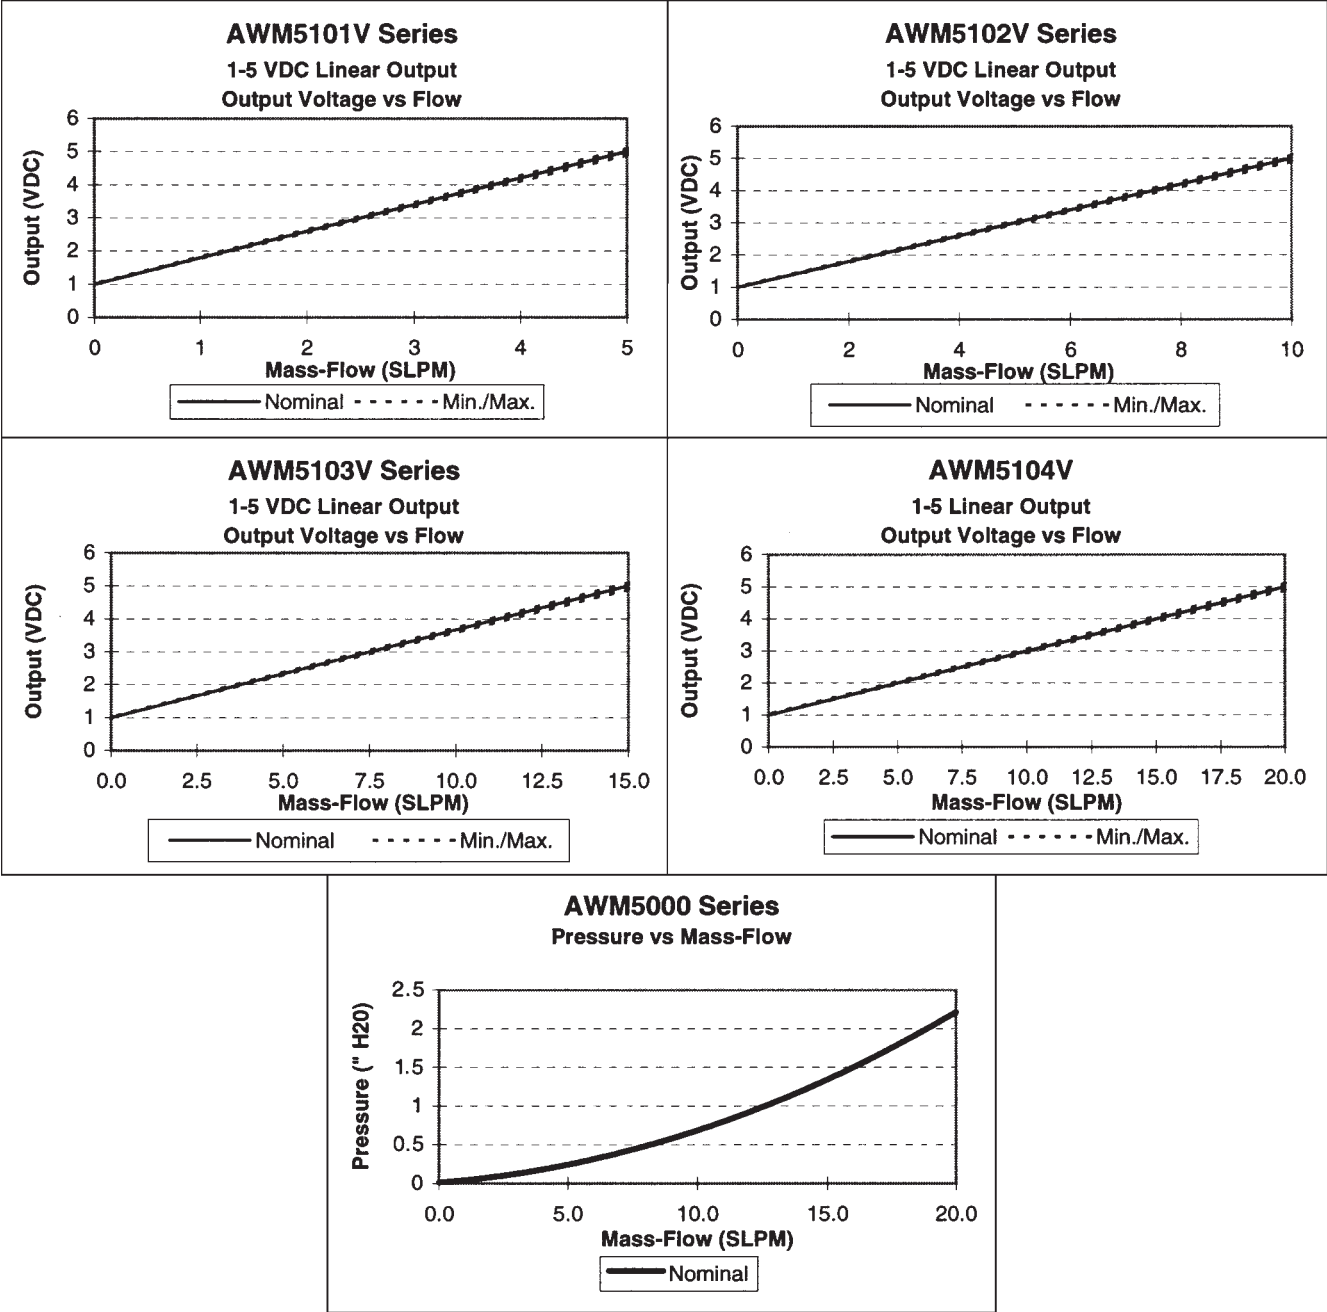 AWM5101V Series
1-5 VDC Linear Output
Output Voltage vs Flow
Output (VDC)
6
5
4
3
2
1
0
0 1 2 3 4 5
Mass-Flow (SLPM)
Nominal Min./Max.
AWM5102V Series
1-5 VDC Linear Output
Output Voltage vs Flow
Output (VDC)
6
5
4
3
2
1
0
0 2 4 6 8 10
Mass-Flow (SLPM)
Nominal Min./Max.
AWM5103V Series
1-5 VDC Linear Output
Output Voltage vs Flow
Output (VDC)
6
5
4
3
2
1
0
0.0 2.5 5.0 7.5 10.0 12.5 15.0
Mass-Flow (SLPM)
Nominal Min./Max.
AWM5104V
1-5 Linear Output
Output Voltage vs Flow
Output (VDC)
6
5
4
3
2
1
0
0.0 2.5 5.0 7.5 10.0 12.5 15.0 17.5 20.0
Mass-Flow (SLPM)
Nominal Min./Max.
AWM5000 Series
Pressure vs Mass-Flow
Pressure (" H20)
2.5
2
1.5
1
0.5
0
0.0 5.0 10.0 15.0 20.0
Mass-Flow (SLPM)
Nominal